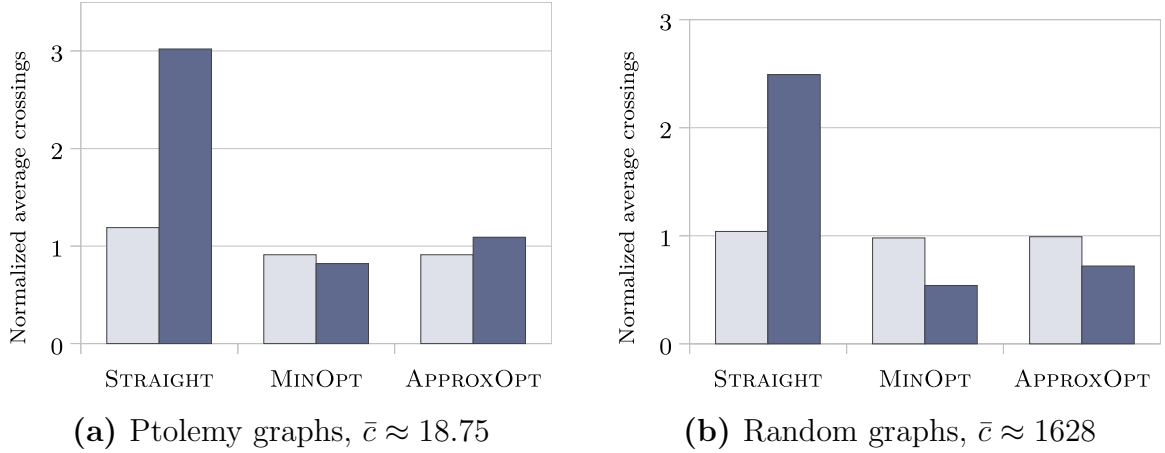 Normalized average crossings
3
2
1
0
STRAIGHT MINOPT APPROXOPT
(a) Ptolemy graphs, c̄ ≈ 18.75
Normalized average crossings
3
2
1
0
STRAIGHT MINOPT APPROXOPT
(b) Random graphs, c̄ ≈ 1628